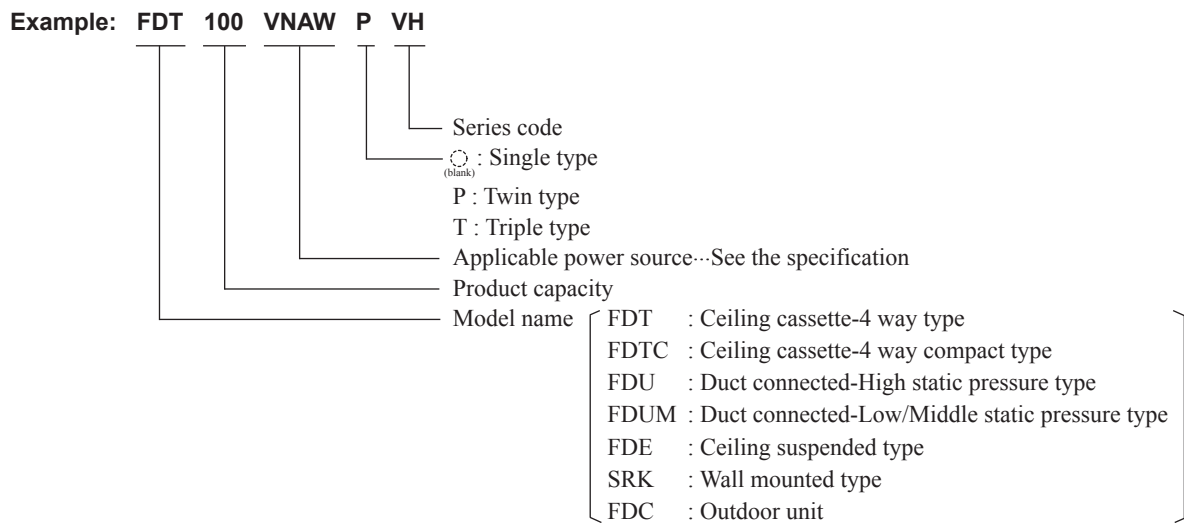 Example: FDT 100 VNAW P VH
Series code
: Single type
(blank)
P : Twin type
T : Triple type
Applicable power source···See the specification
Product capacity
Model name
FDT : Ceiling cassette-4 way type
FDTC : Ceiling cassette-4 way compact type
FDU : Duct connected-High static pressure type
FDUM : Duct connected-Low/Middle static pressure type
FDE : Ceiling suspended type
SRK : Wall mounted type
FDC : Outdoor unit